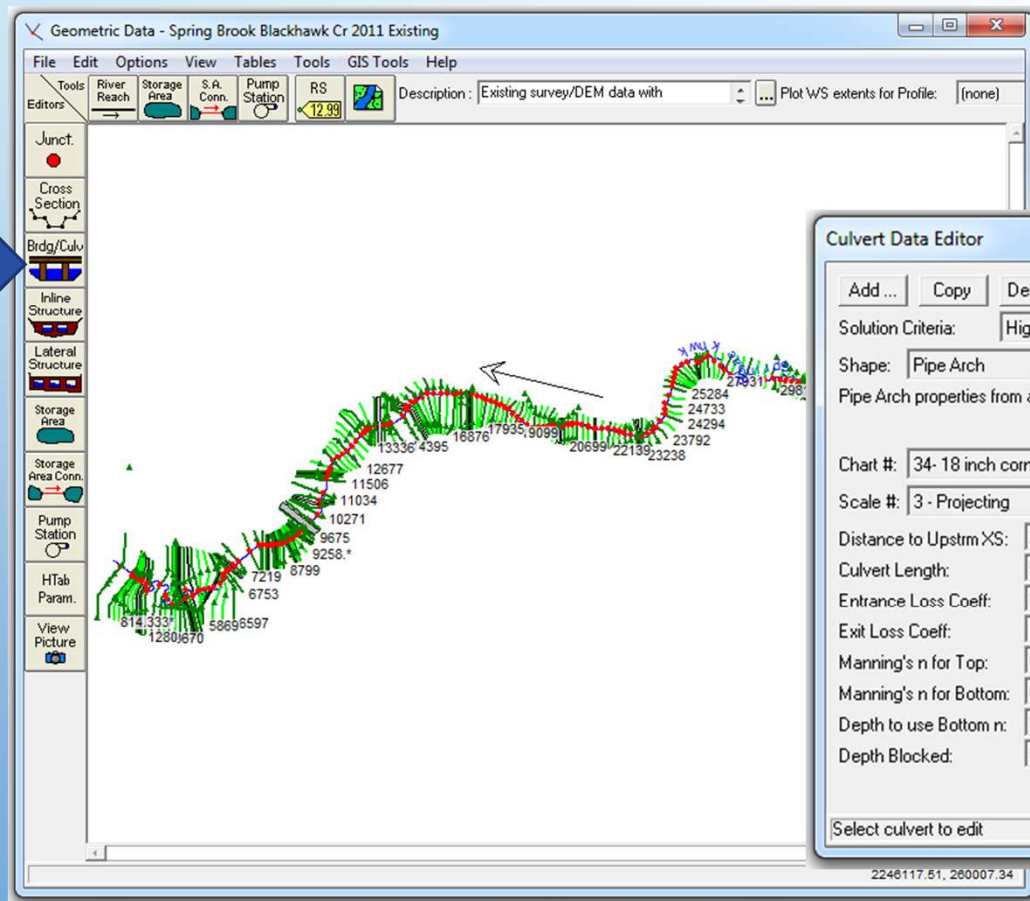 Geometric Data - Spring Brook Blackhawk Cr 2011 Existing
File Edit Options View Tables Tools GIS Tools Help
Tools
Editors
River
Reach
Storage
Area
S.A.
Conn.
Pump
Station
RS
12.99
Description : Existing survey/DEM data with
... Plot WS extents for Profile: (none)
Junct.
Cross
Section
Brdg/Culv
Inline
Structure
Lateral
Structure
Storage
Area
Storage
Area Conn.
Pump
Station
HTab
Param.
View
Picture
27931
25284
24733
24294
23792
23238
22139
20699
17935
16876
13336
12677
11506
11034
10271
9675
9258.*
8799
7219
6753
6597
5869
2246117.51, 260007.34
Culvert Data Editor
Add ... Copy
Solution Criteria:
Shape: Pipe Arch
Pipe Arch properties from
Chart #: 34- 18 inch
Scale #: 3 - Projecting
Distance to Upstrm XS:
Culvert Length:
Entrance Loss Coeff:
Exit Loss Coeff:
Manning's n for Top:
Manning's n for Bottom:
Depth to use Bottom n:
Depth Blocked:
Select culvert to edit